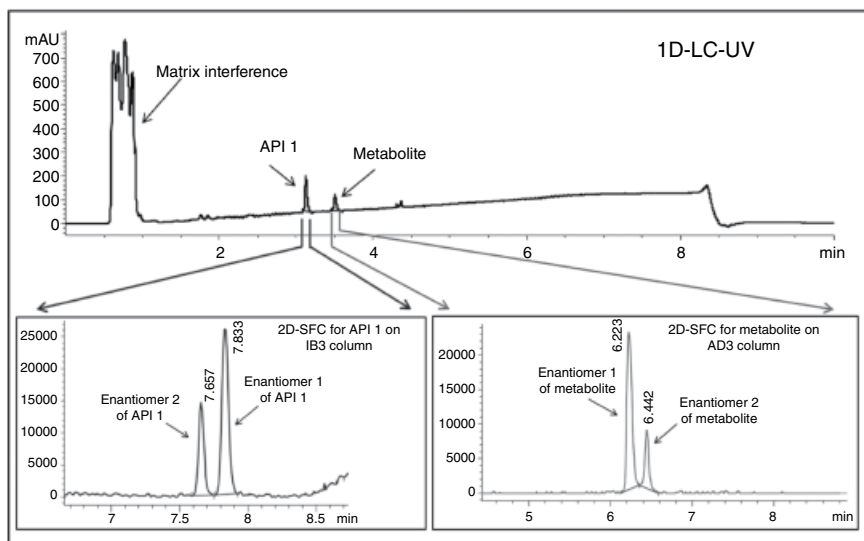 mAU
1D-LC-UV
700
600
500
400
300
200
100
0
Matrix interference
API 1
Metabolite
2
4
6
8
min
2D-SFC for API 1 on
IB3 column
25000
20000
15000
10000
5000
0
7.657
7.833
Enantiomer 2
of API 1
Enantiomer 1
of API 1
7
7.5
8
8.5
min
2D-SFC for metabolite on
AD3 column
20000
15000
10000
5000
0
6.223
6.442
Enantiomer 1
of metabolite
Enantiomer 2
of metabolite
5
6
7
8
min